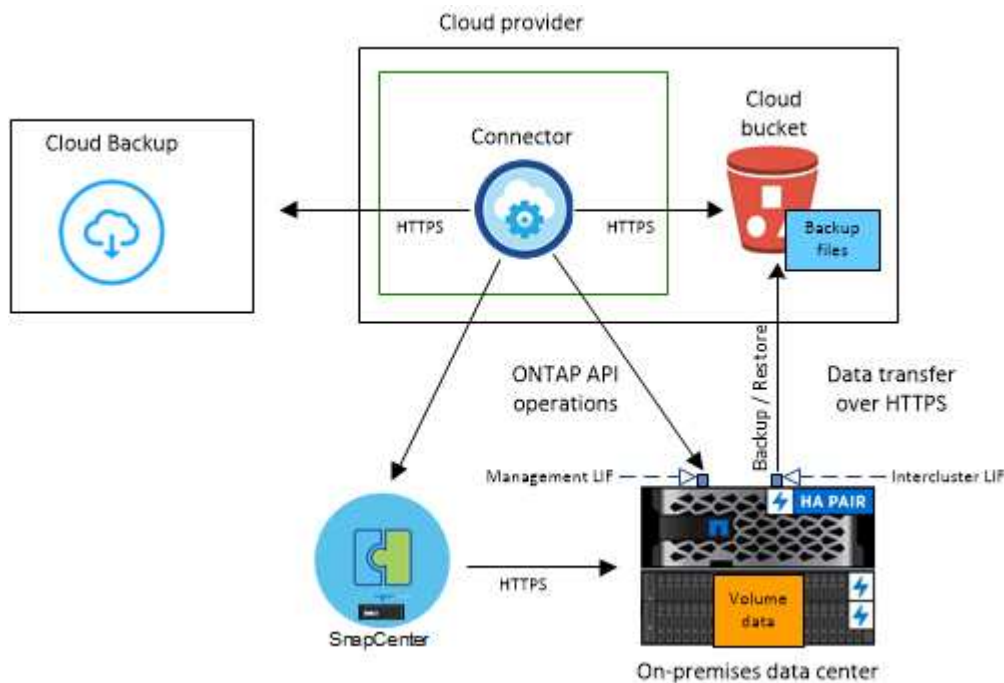 Cloud provider
Cloud Backup
Connector
Cloud
bucket
HTTPS
HTTPS
Backup
files
ONTAP API
operations
Backup / Restore
Data transfer
over HTTPS
Management LIF
Intercluster LIF
HA PAIR
HTTPS
Volume
data
SnapCenter
On-premises data center